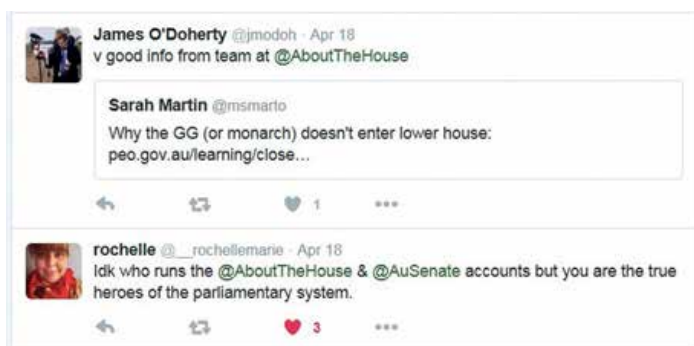 James O'Doherty @jmodoh · Apr 18
v good info from team at @AboutTheHouse
Sarah Martin @msmarto
Why the GG (or monarch) doesn't enter lower house:
peo.gov.au/learning/close...
1
rochelle @__rochellemarie · Apr 18
Idk who runs the @AboutTheHouse & @AuSenate accounts but you are the true
heroes of the parliamentary system.
3